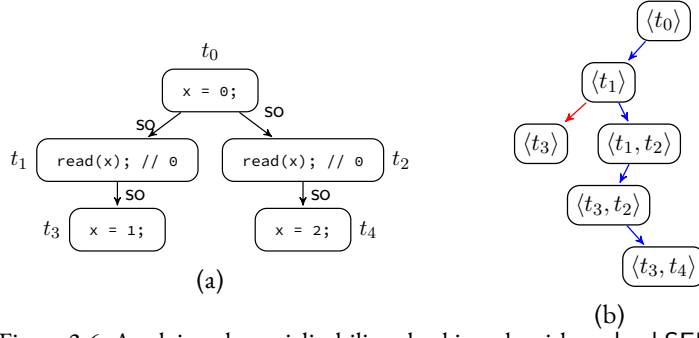 t₀
x = 0;
so so
t₁ read(x); // 0 read(x); // 0 t₂
so so
t₃ x = 1; x = 2; t₄
(a)
⟨t₀⟩
⟨t₁⟩
⟨t₃⟩ ⟨t₁, t₂⟩
⟨t₃, t₂⟩
⟨t₃, t₄⟩
(b)